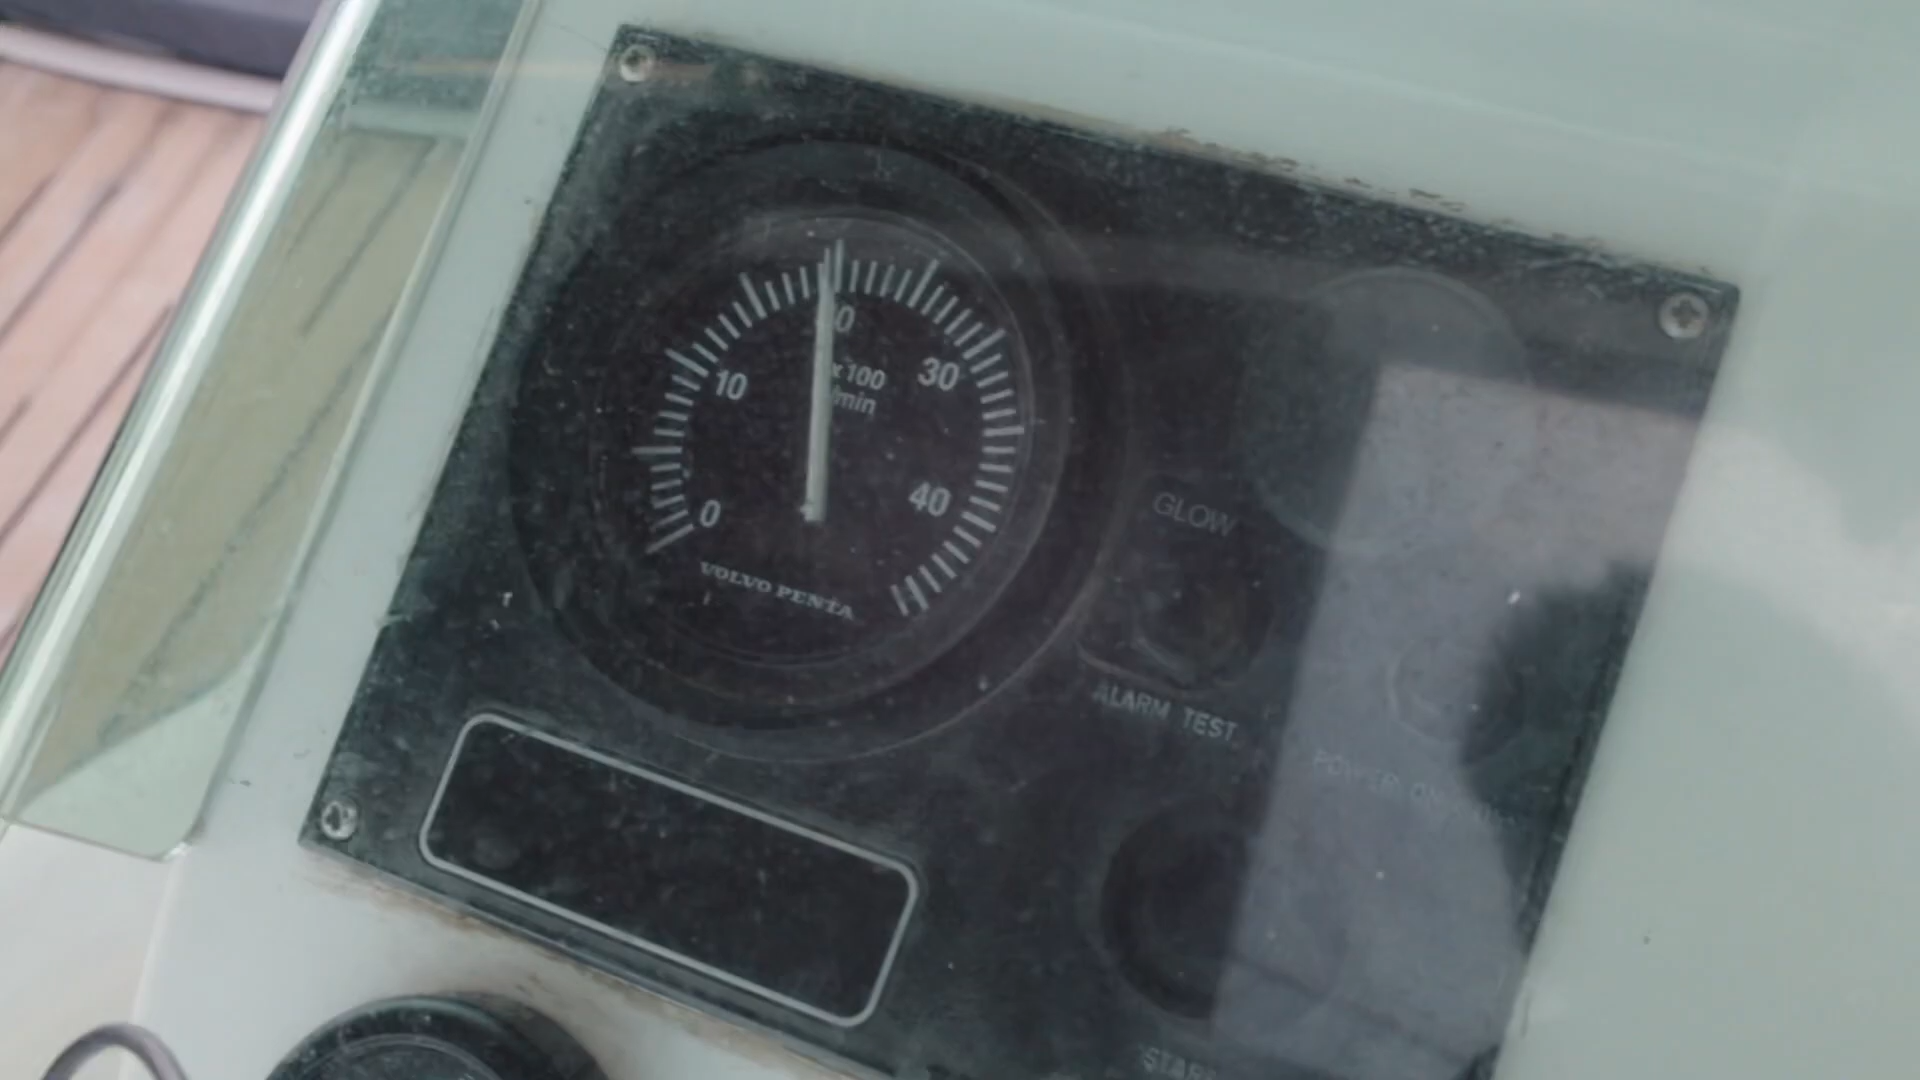 0
10
20
30
40
x100
/min
VOLVO PENTA
GLOW
ALARM TEST
POWER ON
START